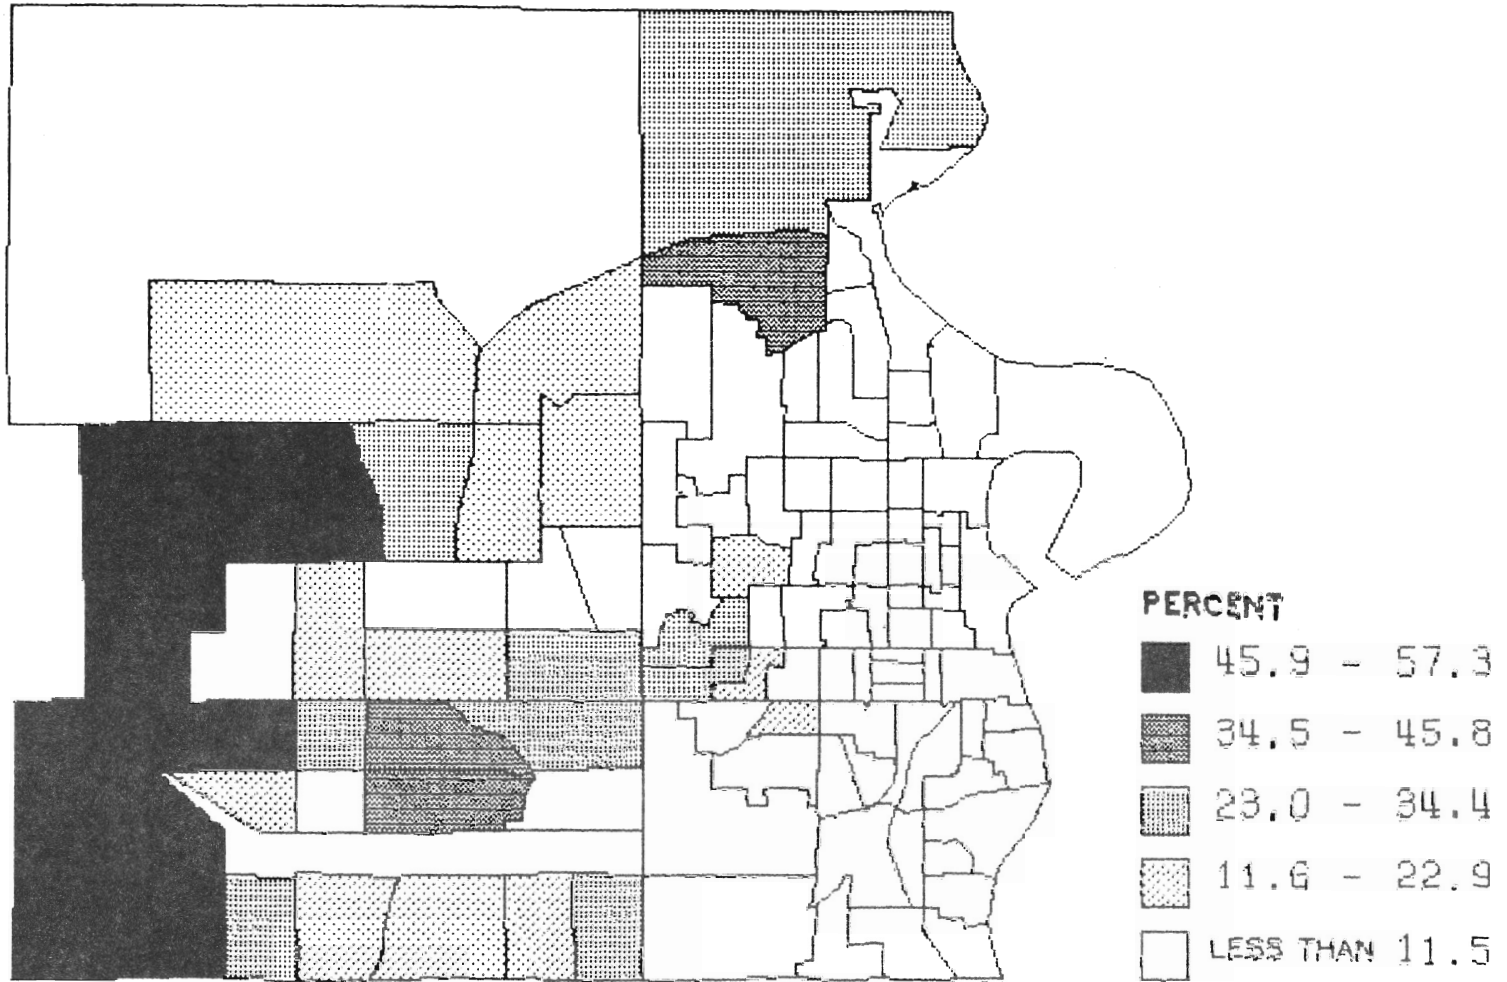 PERCENT
45.9 - 57.3
34.5 - 45.8
23.0 - 34.4
11.6 - 22.9
LESS THAN 11.5